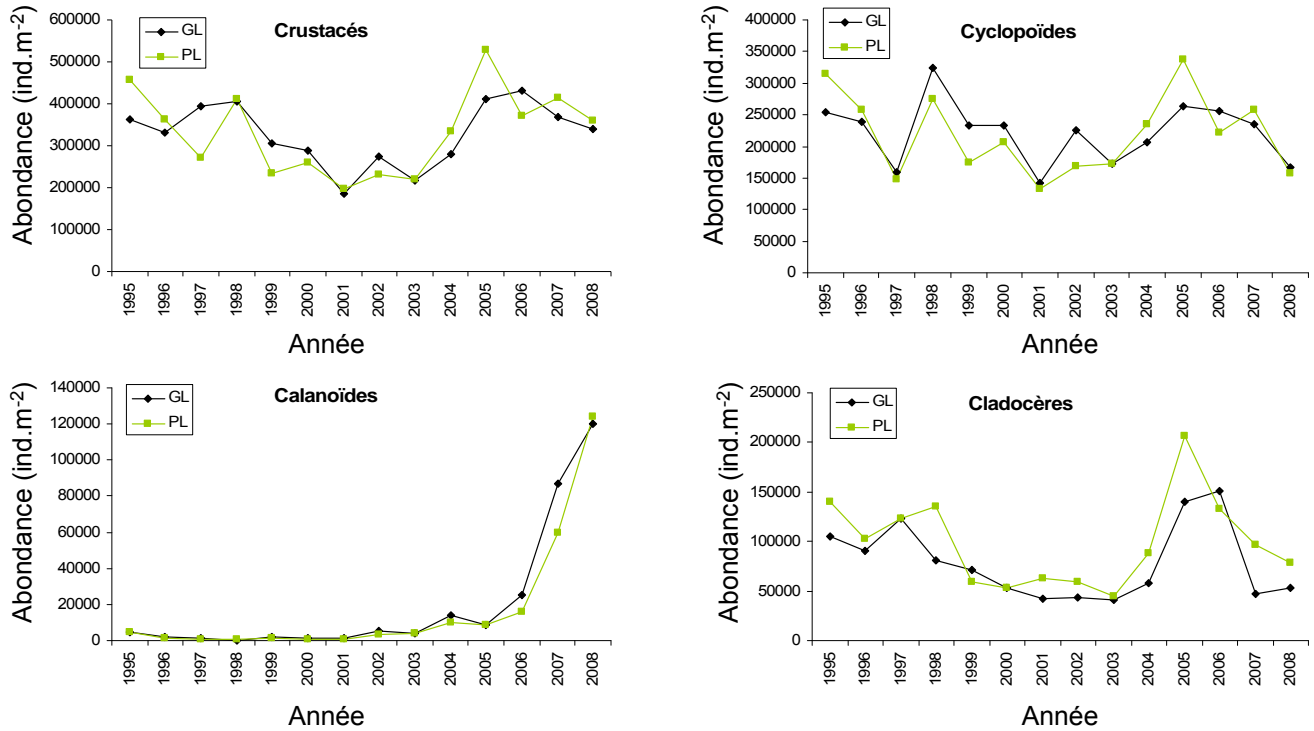 Crustacés
GL
PL
Abondance (ind.m-2)
600000
500000
400000
300000
200000
100000
0
1995 1996 1997 1998 1999 2000 2001 2002 2003 2004 2005 2006 2007 2008
Année
Cyclopoïdes
GL
PL
Abondance (ind.m-2)
400000
350000
300000
250000
200000
150000
100000
50000
0
1995 1996 1997 1998 1999 2000 2001 2002 2003 2004 2005 2006 2007 2008
Année
Calanoïdes
GL
PL
Abondance (ind.m-2)
140000
120000
100000
80000
60000
40000
20000
0
1995 1996 1997 1998 1999 2000 2001 2002 2003 2004 2005 2006 2007 2008
Année
Cladocères
GL
PL
Abondance (ind.m-2)
250000
200000
150000
100000
50000
0
1995 1996 1997 1998 1999 2000 2001 2002 2003 2004 2005 2006 2007 2008
Année